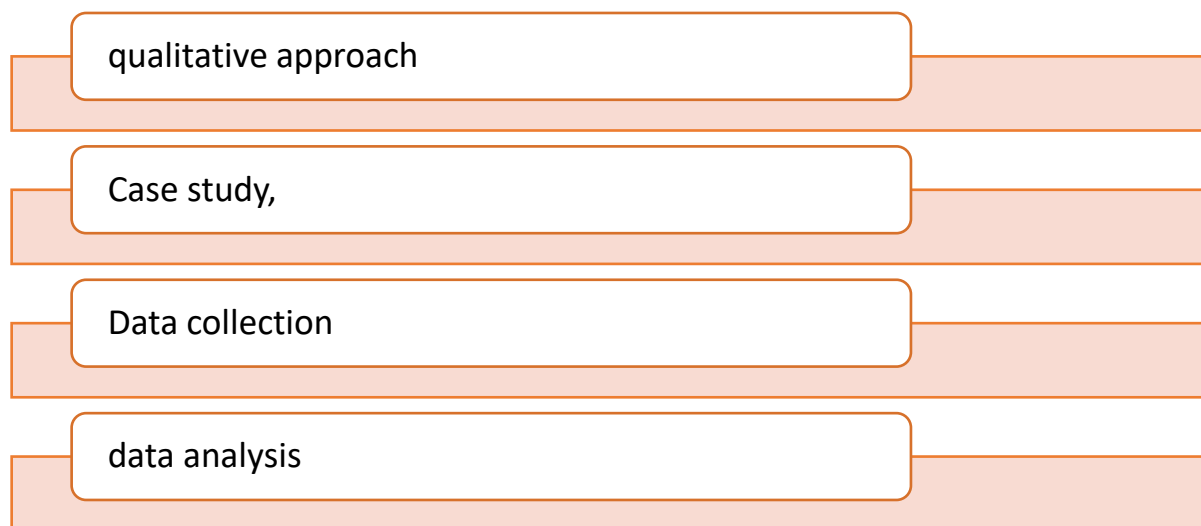 qualitative approach
Case study,
Data collection
data analysis